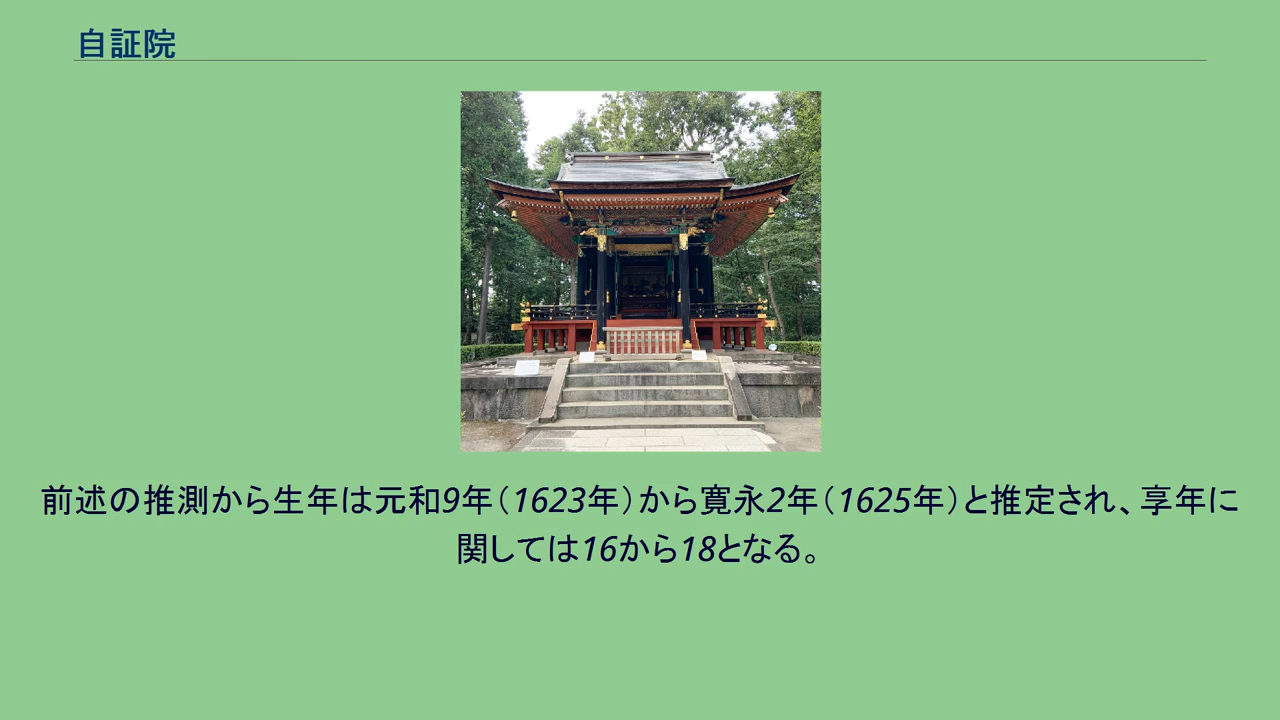 自証院
前述の推測から生年は元和9年（1623年）から寛永2年（1625年）と推定され、享年に
関しては16から18となる。